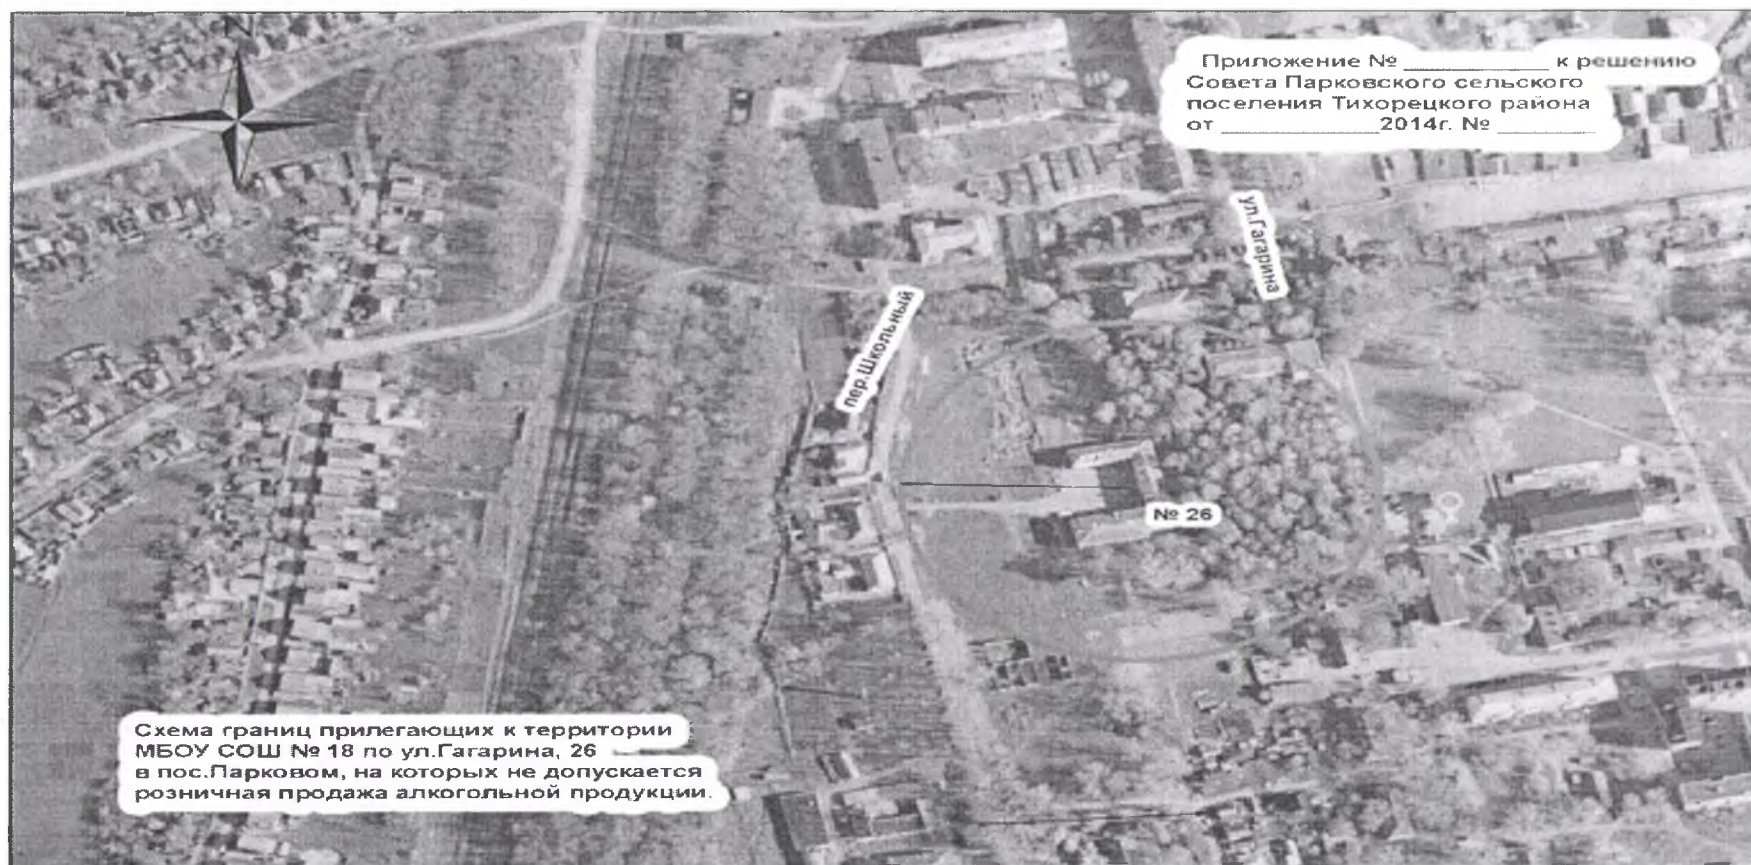 N
Приложение № __________ к решению
Совета Парковского сельского
поселения Тихорецкого района
от ___________2014г. № _______
ул.Гагарина
пер.Школьный
№ 26
Схема границ прилегающих к территории
МБОУ СОШ № 18 по ул.Гагарина, 26
в пос.Парковом, на которых не допускается
розничная продажа алкогольной продукции.